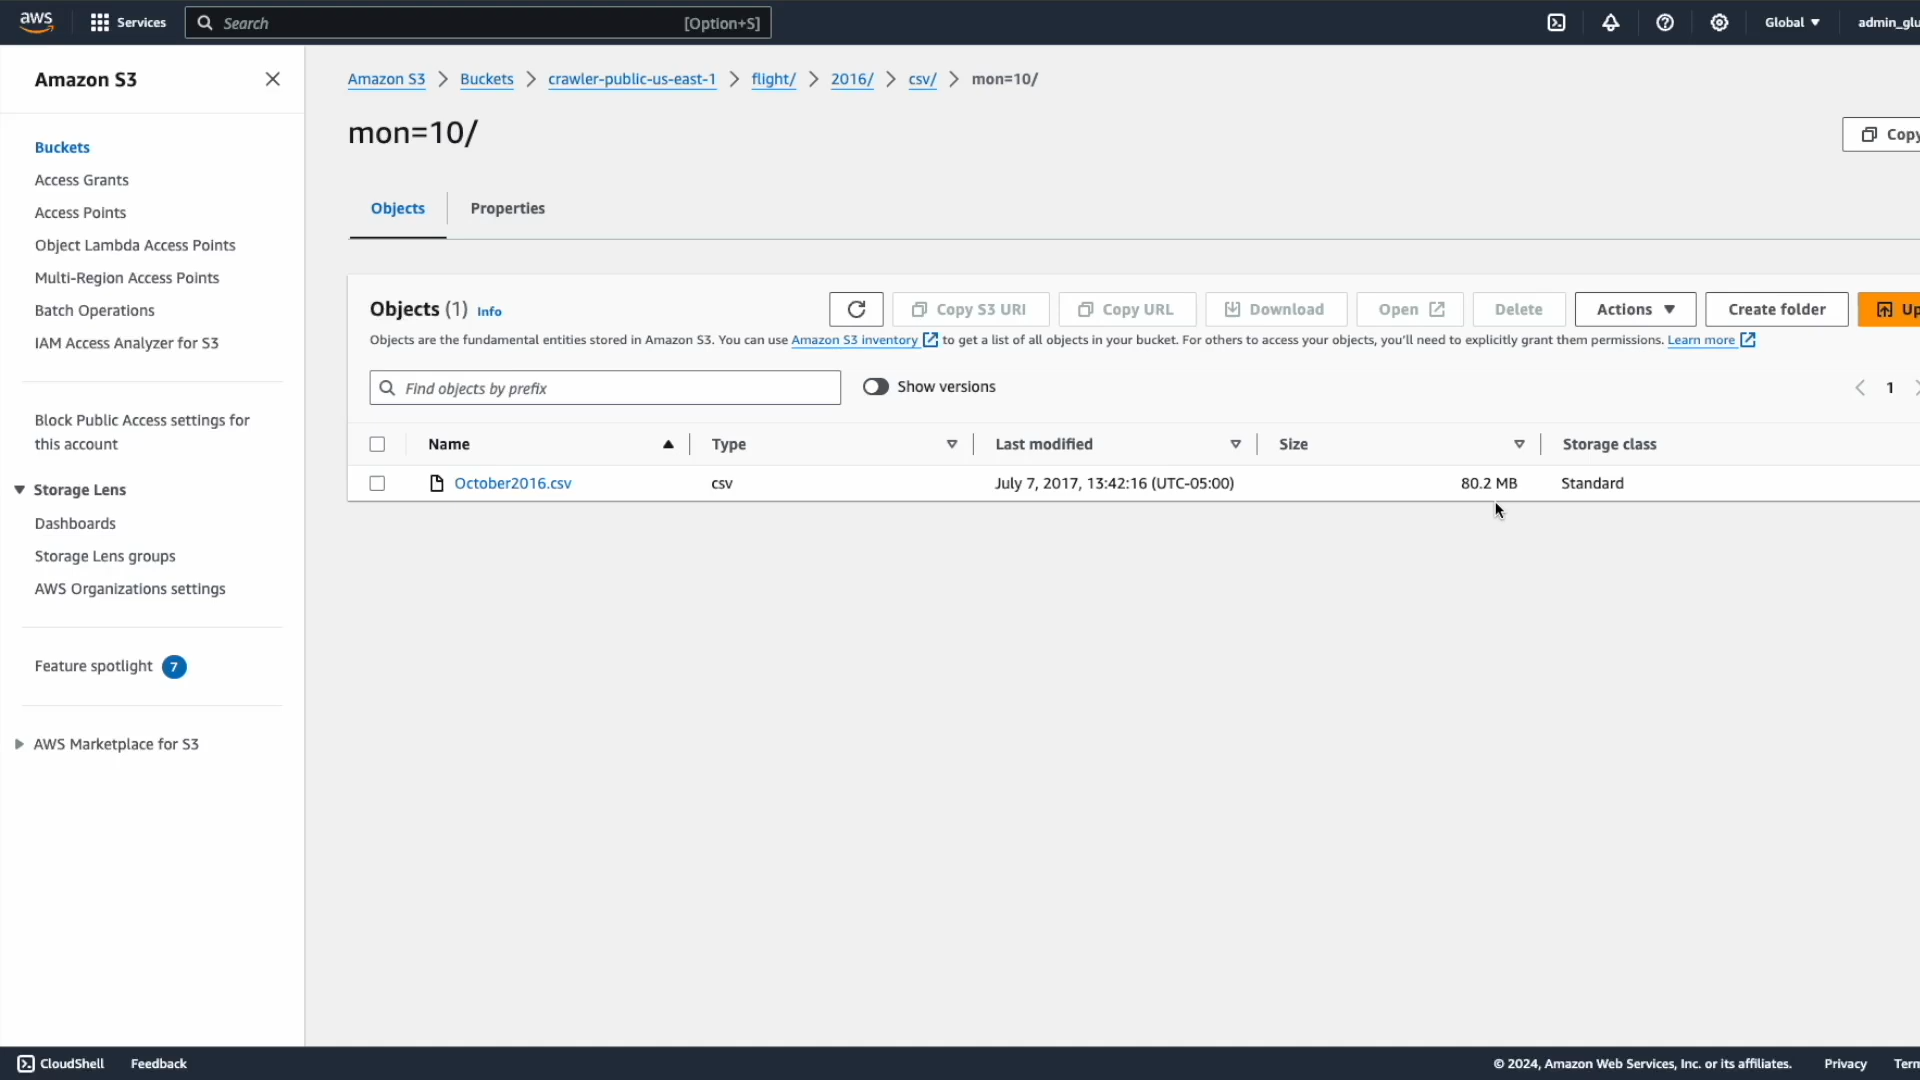 aws Services Search [Option+S] Global admin_glu
Amazon S3
Buckets
Access Grants
Access Points
Object Lambda Access Points
Multi-Region Access Points
Batch Operations
IAM Access Analyzer for S3
Block Public Access settings for
this account
Storage Lens
Dashboards
Storage Lens groups
AWS Organizations settings
Feature spotlight 7
AWS Marketplace for S3
Amazon S3 > Buckets > crawler-public-us-east-1 > flight/ > 2016/ > csv/ > mon=10/
mon=10/
Copy
Objects Properties
Objects (1) Info Copy S3 URI Copy URL Download Open Delete Actions Create folder Up
Objects are the fundamental entities stored in Amazon S3. You can use Amazon S3 inventory to get a list of all objects in your bucket. For others to access your objects, you'll need to explicitly grant them permissions. Learn more
Find objects by prefix Show versions 1
Name Type Last modified Size Storage class
October2016.csv csv July 7, 2017, 13:42:16 (UTC-05:00) 80.2 MB Standard
CloudShell Feedback © 2024, Amazon Web Services, Inc. or its affiliates. Privacy Tern